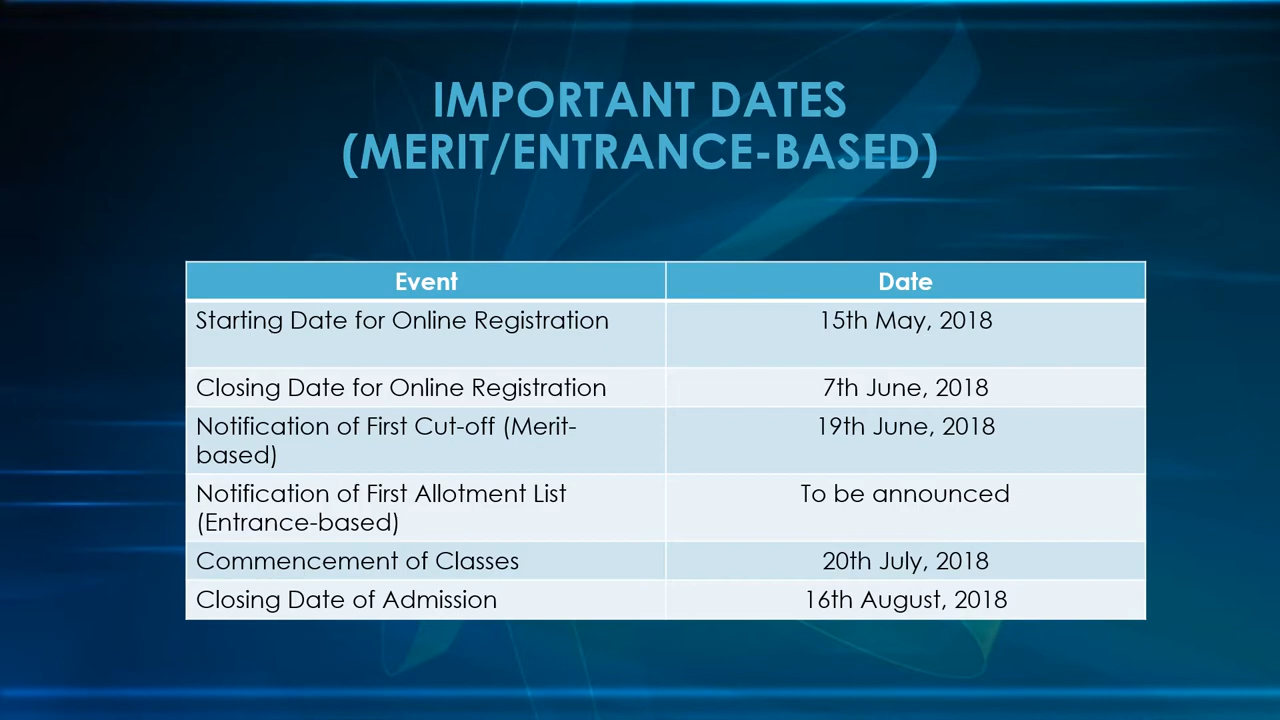 IMPORTANT DATES
(MERIT/ENTRANCE-BASED)
Event Date
Starting Date for Online Registration 15th May, 2018
Closing Date for Online Registration 7th June, 2018
Notification of First Cut-off (Merit- 19th June, 2018
based)
Notification of First Allotment List To be announced
(Entrance-based)
Commencement of Classes 20th July, 2018
Closing Date of Admission 16th August, 2018